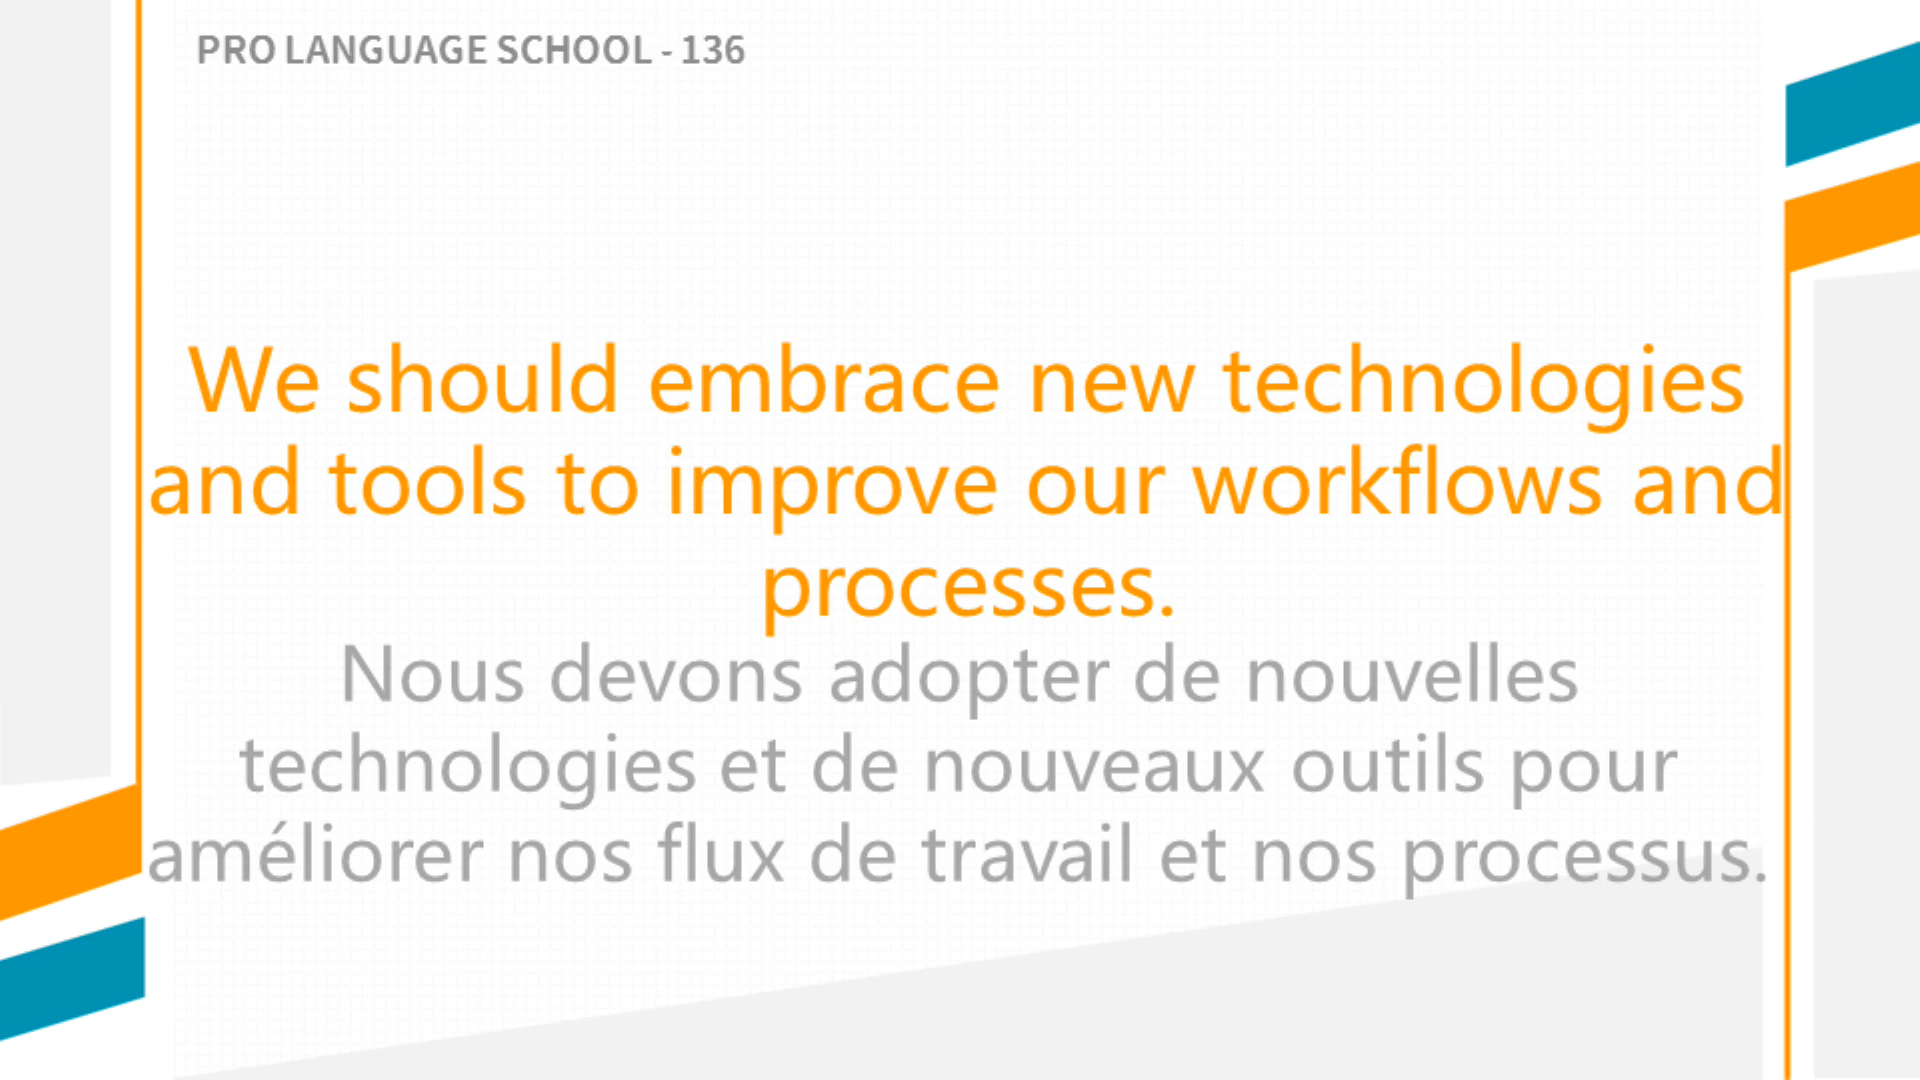 PRO LANGUAGE SCHOOL - 136
We should embrace new technologies
and tools to improve our workflows and
processes.
Nous devons adopter de nouvelles
technologies et de nouveaux outils pour
améliorer nos flux de travail et nos processus.